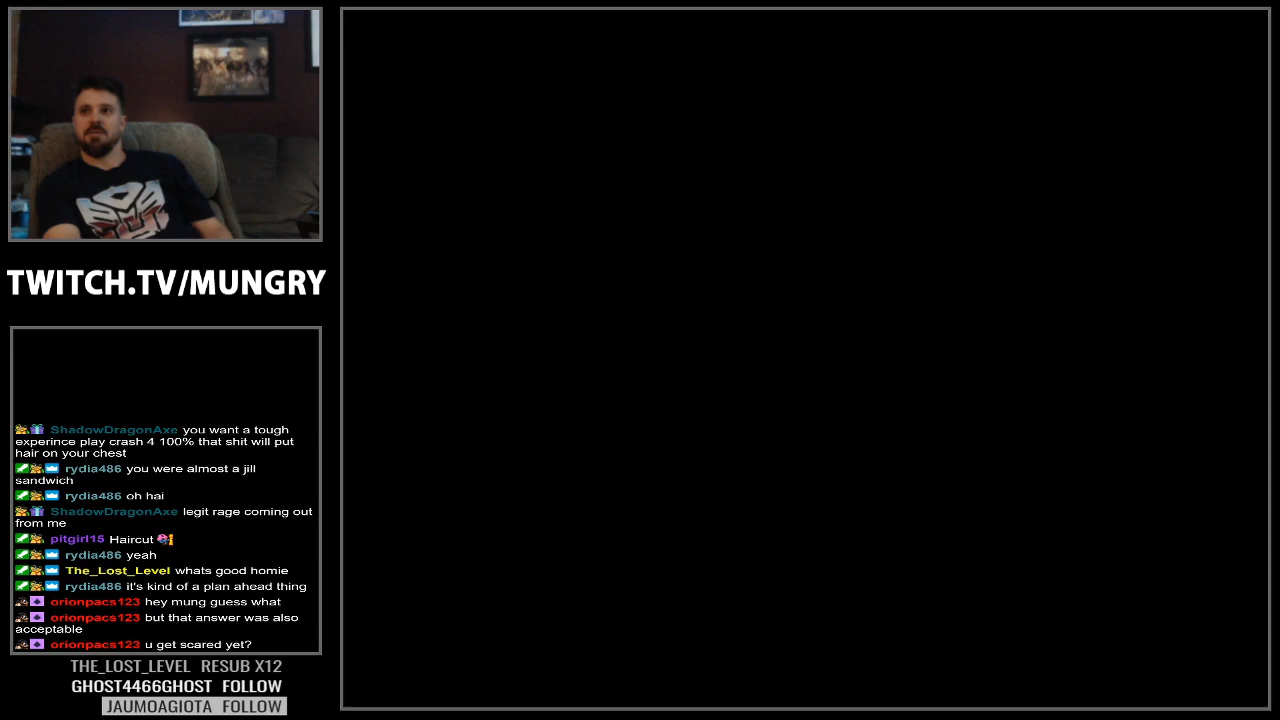 TWITCH.TV/MUNGRY
ShadowDragonAxe you want a tough
experince play crash 4 100% that shit will put
hair on your chest
rydia486 you were almost a jill
sandwich
rydia486 oh hai
ShadowDragonAxe legit rage coming out
from me
pitgirl15 Haircut
rydia486 yeah
The_Lost_Level whats good homie
rydia486 it's kind of a plan ahead thing
orionpacs123 hey mung guess what
orionpacs123 but that answer was also
acceptable
orionpacs123 u get scared yet?
THE_LOST_LEVEL RESUB X12
GHOST4466GHOST FOLLOW
JAUMOAGIOTA FOLLOW